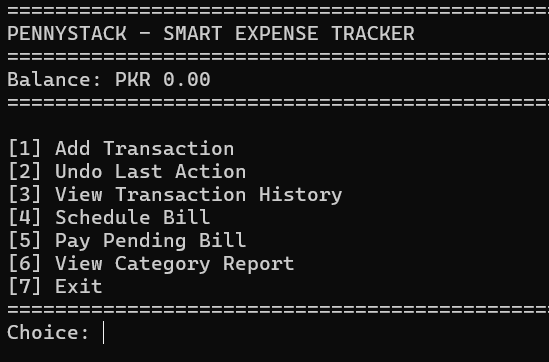 ==============================================
PENNYSTACK - SMART EXPENSE TRACKER
==============================================
Balance: PKR 0.00
==============================================
[1] Add Transaction
[2] Undo Last Action
[3] View Transaction History
[4] Schedule Bill
[5] Pay Pending Bill
[6] View Category Report
[7] Exit
==============================================
Choice: